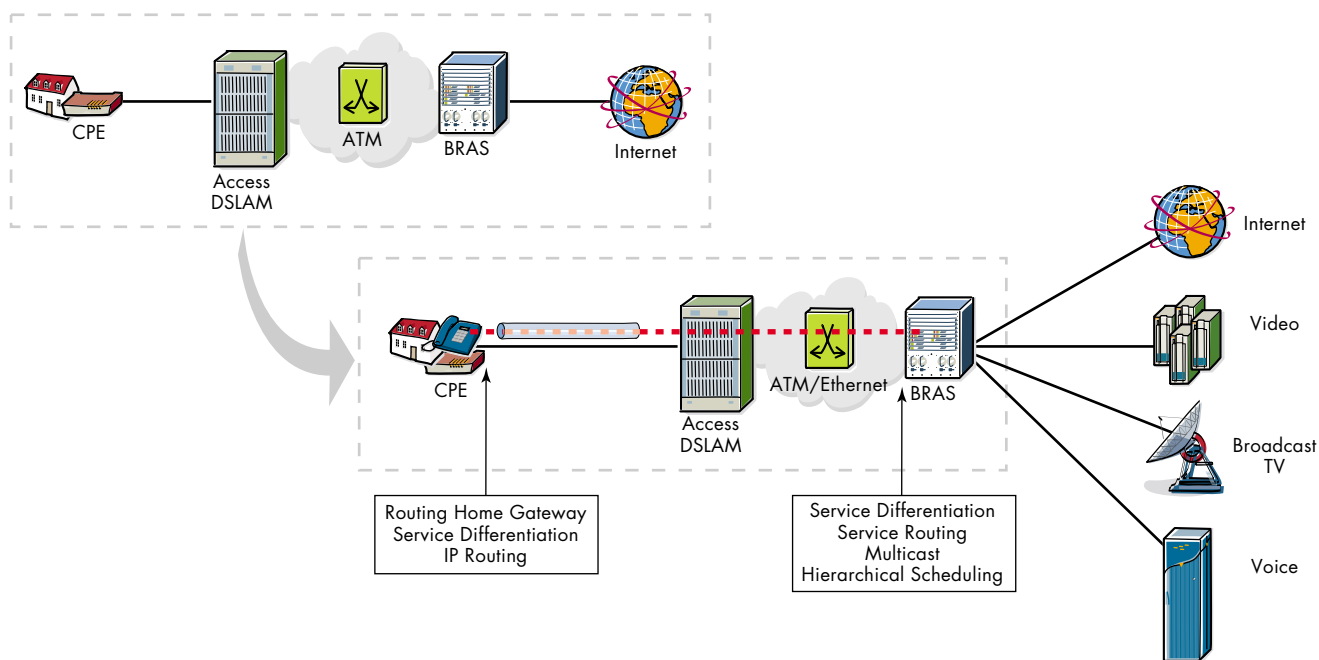 CPE
Access
DSLAM
ATM
BRAS
Internet
CPE
Access
DSLAM
ATM/Ethernet
BRAS
Internet
Video
Broadcast
TV
Voice
Routing Home Gateway
Service Differentiation
IP Routing
Service Differentiation
Service Routing
Multicast
Hierarchical Scheduling